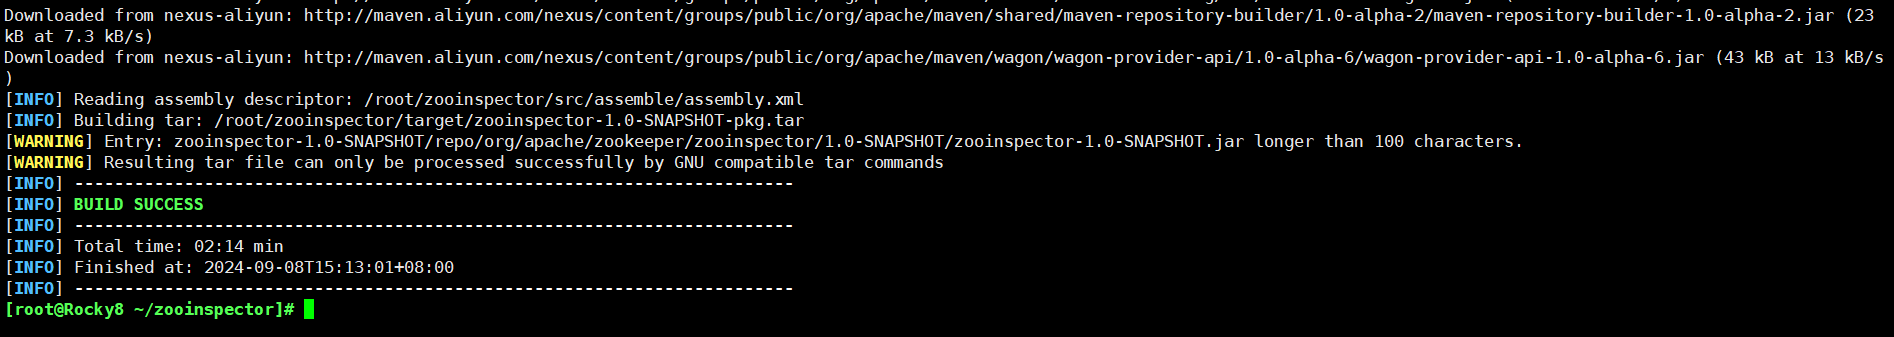 Downloaded from nexus-aliyun: http://maven.aliyun.com/nexus/content/groups/public/org/apache/maven/shared/maven-repository-builder/1.0-alpha-2/maven-repository-builder-1.0-alpha-2.jar (23
kB at 7.3 kB/s)
Downloaded from nexus-aliyun: http://maven.aliyun.com/nexus/content/groups/public/org/apache/maven/wagon/wagon-provider-api/1.0-alpha-6/wagon-provider-api-1.0-alpha-6.jar (43 kB at 13 kB/s
)
[INFO] Reading assembly descriptor: /root/zooinspector/src/assemble/assembly.xml
[INFO] Building tar: /root/zooinspector/target/zooinspector-1.0-SNAPSHOT-pkg.tar
[WARNING] Entry: zooinspector-1.0-SNAPSHOT/repo/org/apache/zookeeper/zooinspector/1.0-SNAPSHOT/zooinspector-1.0-SNAPSHOT.jar longer than 100 characters.
[WARNING] Resulting tar file can only be processed successfully by GNU compatible tar commands
[INFO] ------------------------------------------------------------------------
[INFO] BUILD SUCCESS
[INFO] ------------------------------------------------------------------------
[INFO] Total time: 02:14 min
[INFO] Finished at: 2024-09-08T15:13:01+08:00
[INFO] ------------------------------------------------------------------------
[root@Rocky8 ~/zooinspector]#